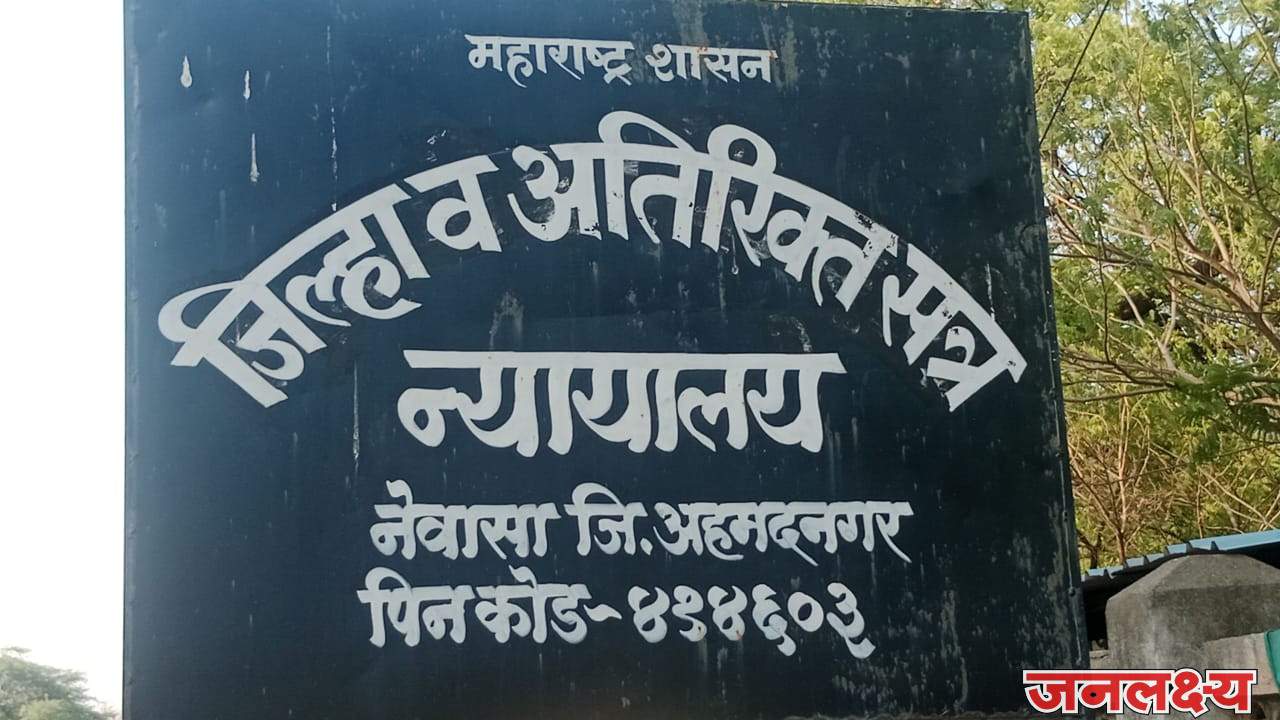 महाराष्ट्र शासन
जिल्हा व अतिरिक्त सत्र
न्यायालय
नेवासा जि.अहमदनगर
पिन कोड-४१४६०३
जनलक्ष्य